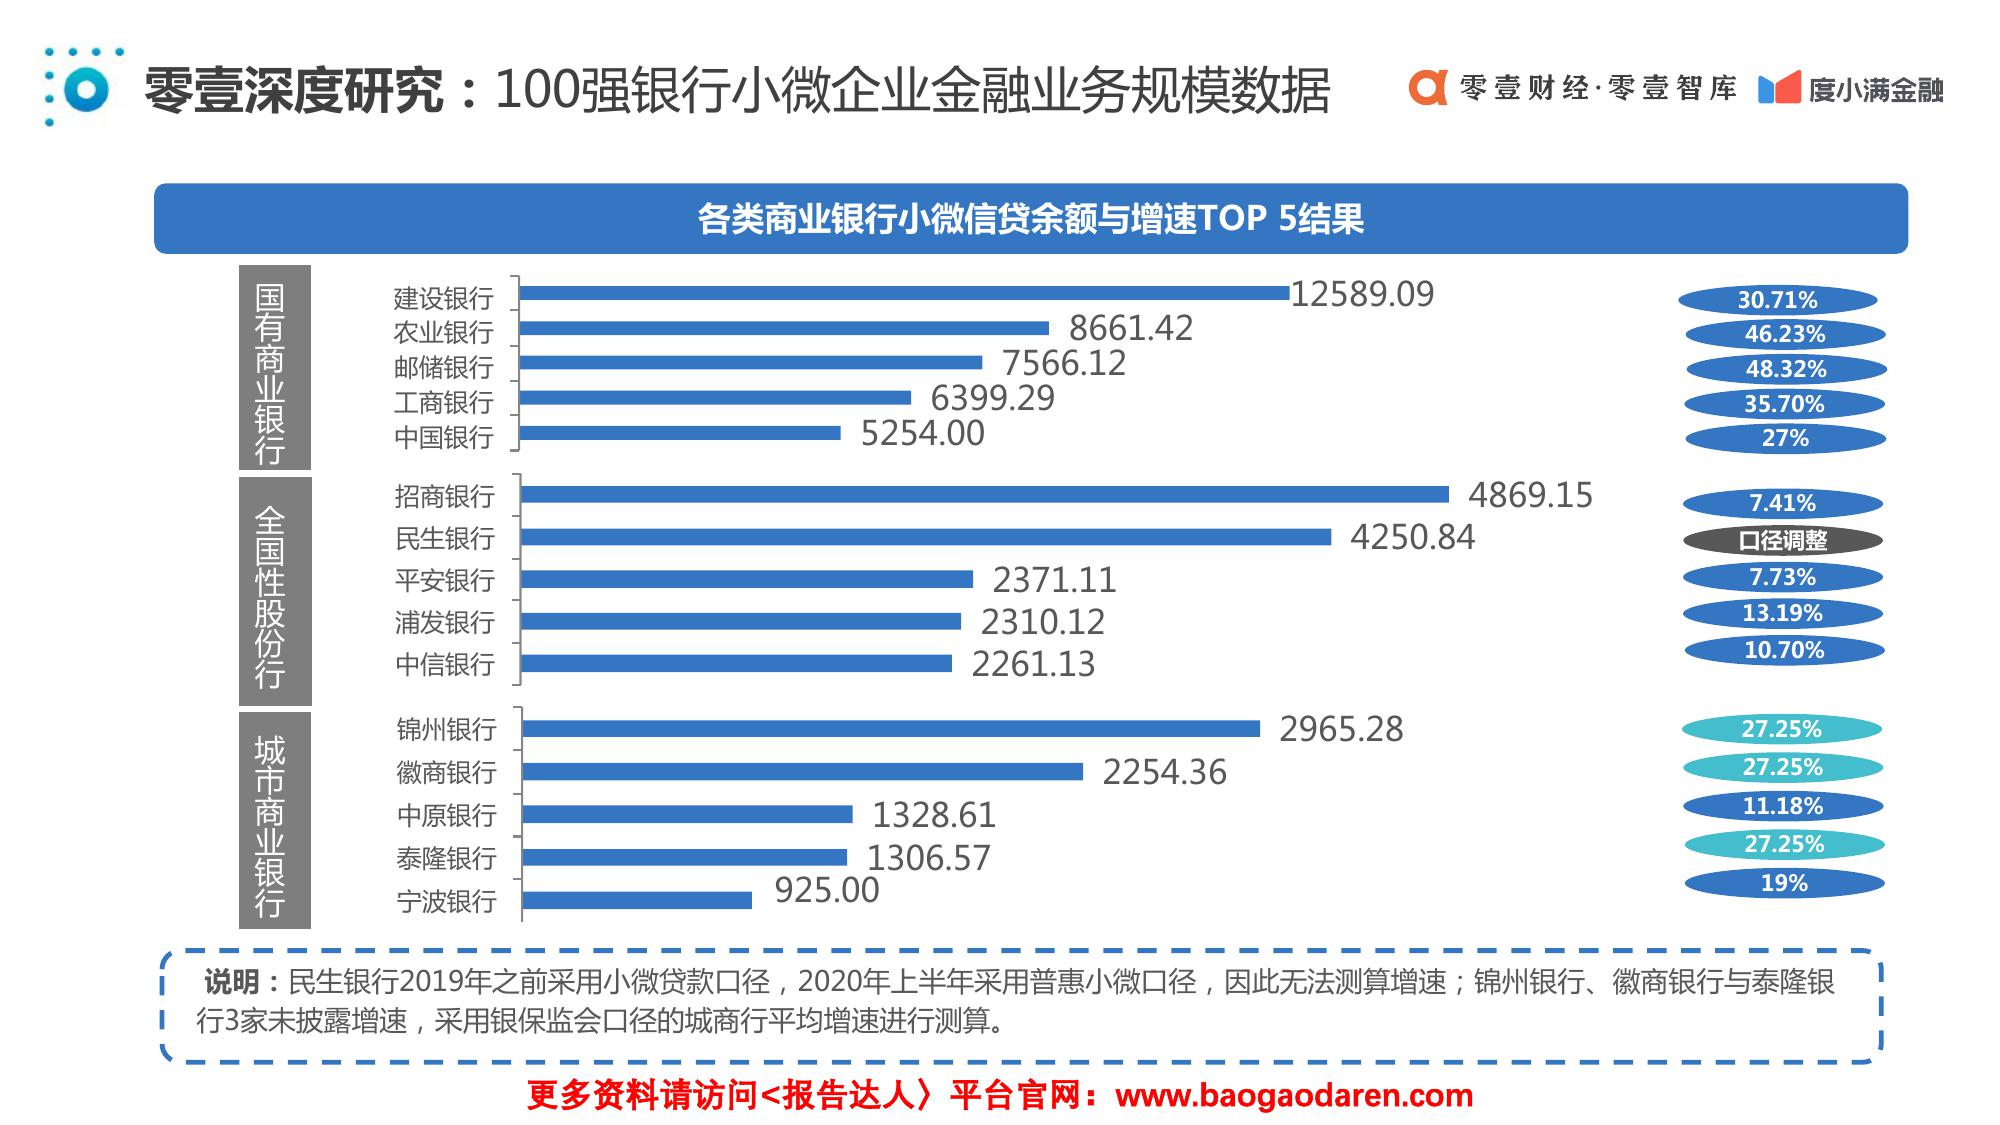 零壹深度研究：100强银行小微企业金融业务规模数据
零壹财经·零壹智库
度小满金融
各类商业银行小微信贷余额与增速TOP 5结果
国有商业银行
建设银行 12589.09 30.71%
农业银行 8661.42 46.23%
邮储银行 7566.12 48.32%
工商银行 6399.29 35.70%
中国银行 5254.00 27%
全国性股份行
招商银行 4869.15 7.41%
民生银行 4250.84 口径调整
平安银行 2371.11 7.73%
浦发银行 2310.12 13.19%
中信银行 2261.13 10.70%
城市商业银行
锦州银行 2965.28 27.25%
徽商银行 2254.36 27.25%
中原银行 1328.61 11.18%
泰隆银行 1306.57 27.25%
宁波银行 925.00 19%
说明：民生银行2019年之前采用小微贷款口径，2020年上半年采用普惠小微口径，因此无法测算增速；锦州银行、徽商银行与泰隆银
行3家未披露增速，采用银保监会口径的城商行平均增速进行测算。
更多资料请访问<报告达人〉平台官网：www.baogaodaren.com